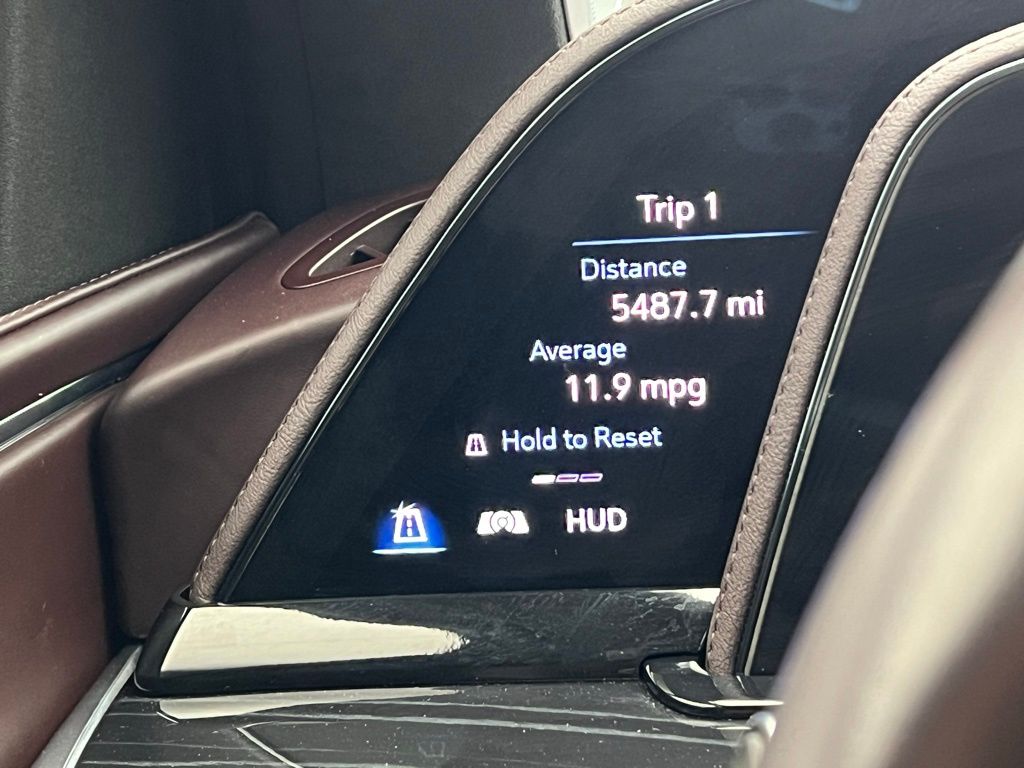 Trip 1
Distance
5487.7 mi
Average
11.9 mpg
Hold to Reset
HUD